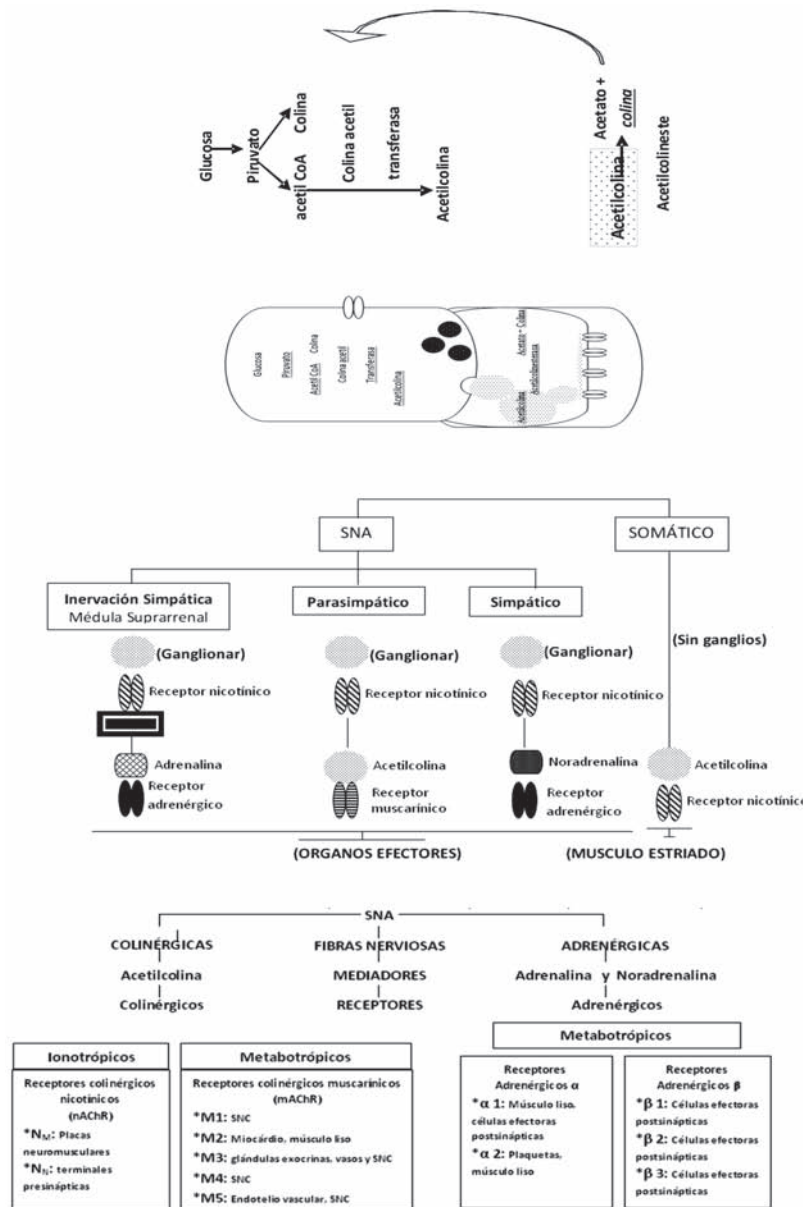 Glucosa
Piruvato
acetil CoA Colina
Colina acetil
transferasa
Acetilcolina
Acetilcolina
Acetato +
colina
Acetilcolineste
Glucosa
Piruvato
Acetil CoA Colina
Colina acetil
Transferasa
Acetilcolina
Acetilcolina
Acetato + Colina
Acetilcolinesterasa
SNA
SOMÁTICO
Inervación Simpática
Médula Suprarrenal
Parasimpático
Simpático
(Ganglionar)
(Ganglionar)
(Ganglionar)
(Sin ganglios)
Receptor nicotínico
Receptor nicotínico
Receptor nicotínico
Adrenalina
Acetilcolina
Noradrenalina
Acetilcolina
Receptor
adrenérgico
Receptor
muscarínico
Receptor
adrenérgico
Receptor nicotínico
(ORGANOS EFECTORES)
(MUSCULO ESTRIADO)
SNA
COLINÉRGICAS
FIBRAS NERVIOSAS
ADRENÉRGICAS
Acetilcolina
MEDIADORES
Adrenalina y Noradrenalina
Colinérgicos
RECEPTORES
Adrenérgicos
Metabotrópicos
Ionotrópicos
Receptores colinérgicos
nicotínicos
(nAChR)
*NM: Placas
neuromusculares
*NN: terminales
presinápticas
Metabotrópicos
Receptores colinérgicos muscarínicos
(mAChR)
*M1: SNC
*M2: Miocárdio, músculo liso
*M3: glándulas exocrinas, vasos y SNC
*M4: SNC
*M5: Endotelio vascular, SNC
Receptores
Adrenérgicos α
*α 1: Músculo liso,
células efectoras
postsinápticas
*α 2: Plaquetas,
músculo liso
Receptores
Adrenérgicos β
*β 1: Células efectoras
postsinápticas
*β 2: Células efectoras
postsinápticas
*β 3: Células efectoras
postsinápticas